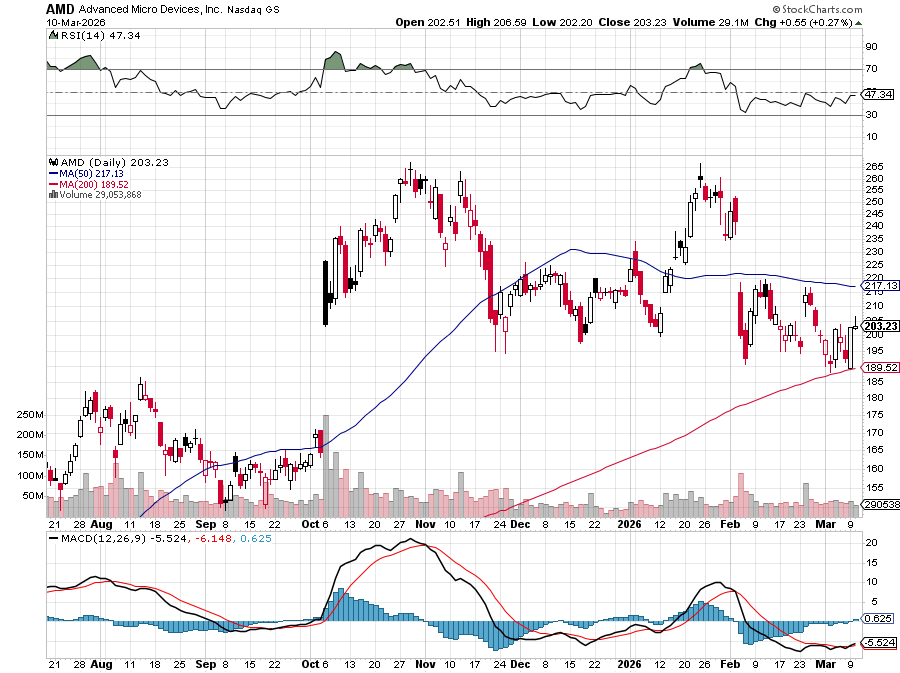 AMD Advanced Micro Devices, Inc. Nasdaq GS
© StockCharts.com
10-Mar-2026
Open 202.51 High 206.59 Low 202.20 Close 203.23 Volume 29.1M Chg +0.55 (+0.27%)
RSI(14) 47.34
90
70
47.34
30
10
AMD (Daily) 203.23
MA(50) 217.13
MA(200) 189.52
Volume 29,053,868
265
260
255
250
245
240
235
230
225
220
217.13
215
210
205
203.23
200
195
189.52
185
180
175
170
165
160
155
250M
200M
150M
100M
50M
290538
21 28 Aug 11 18 25 Sep 8 15 22 Oct 6 13 20 27 Nov 10 17 24 Dec 8 15 22 2026 12 20 26 Feb 9 17 23 Mar 9
MACD(12,26,9) -5.524, -6.148, 0.625
20
15
10
5
0.625
-5.524
21 28 Aug 11 18 25 Sep 8 15 22 Oct 6 13 20 27 Nov 10 17 24 Dec 8 15 22 2026 12 20 26 Feb 9 17 23 Mar 9